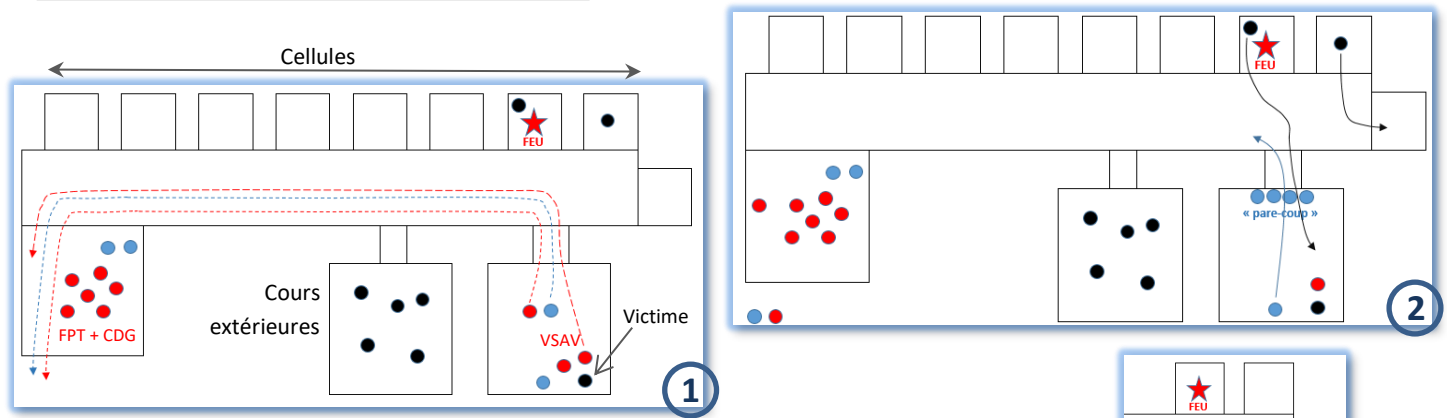 Cellules
FEU
FPT + CDG
Cours
extérieures
VSAV
Victime
1
FEU
« pare-coup »
2
FEU